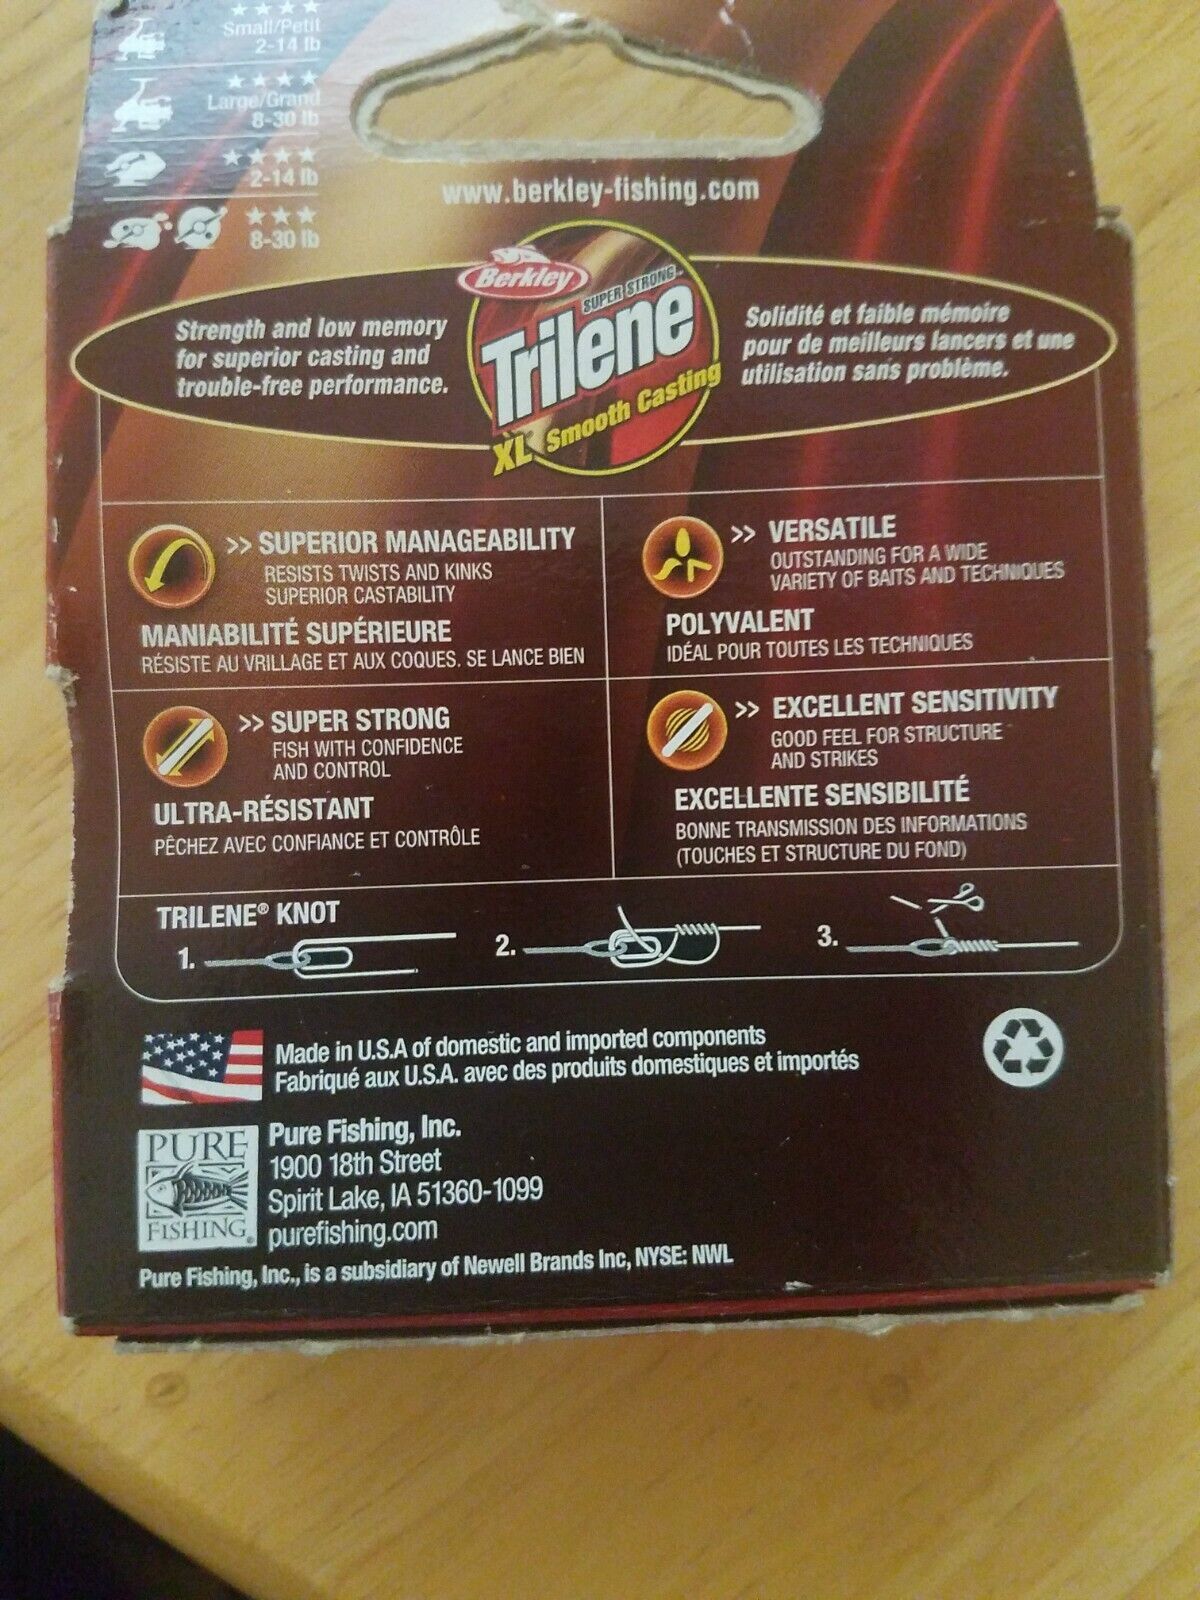 ★★★★
Small/Petit
2-14 lb
★★★★
Large/Grand
8-30 lb
★★★★
2-14 lb
★★★
8-30 lb
www.berkley-fishing.com
Strength and low memory
for superior casting and
trouble-free performance.
Berkley
SUPER STRONG™
Trilene
XL Smooth Casting
Solidité et faible mémoire
pour de meilleurs lancers et une
utilisation sans problème.
>> SUPERIOR MANAGEABILITY
RESISTS TWISTS AND KINKS
SUPERIOR CASTABILITY
MANIABILITÉ SUPÉRIEURE
RÉSISTE AU VRILLAGE ET AUX COQUES. SE LANCE BIEN
>> VERSATILE
OUTSTANDING FOR A WIDE
VARIETY OF BAITS AND TECHNIQUES
POLYVALENT
IDÉAL POUR TOUTES LES TECHNIQUES
>> SUPER STRONG
FISH WITH CONFIDENCE
AND CONTROL
ULTRA-RÉSISTANT
PÊCHEZ AVEC CONFIANCE ET CONTRÔLE
>> EXCELLENT SENSITIVITY
GOOD FEEL FOR STRUCTURE
AND STRIKES
EXCELLENTE SENSIBILITÉ
BONNE TRANSMISSION DES INFORMATIONS
(TOUCHES ET STRUCTURE DU FOND)
TRILENE® KNOT
1. 2. 3.
Made in U.S.A of domestic and imported components
Fabriqué aux U.S.A. avec des produits domestiques et importés
PURE
FISHING®
Pure Fishing, Inc.
1900 18th Street
Spirit Lake, IA 51360-1099
purefishing.com
Pure Fishing, Inc., is a subsidiary of Newell Brands Inc, NYSE: NWL